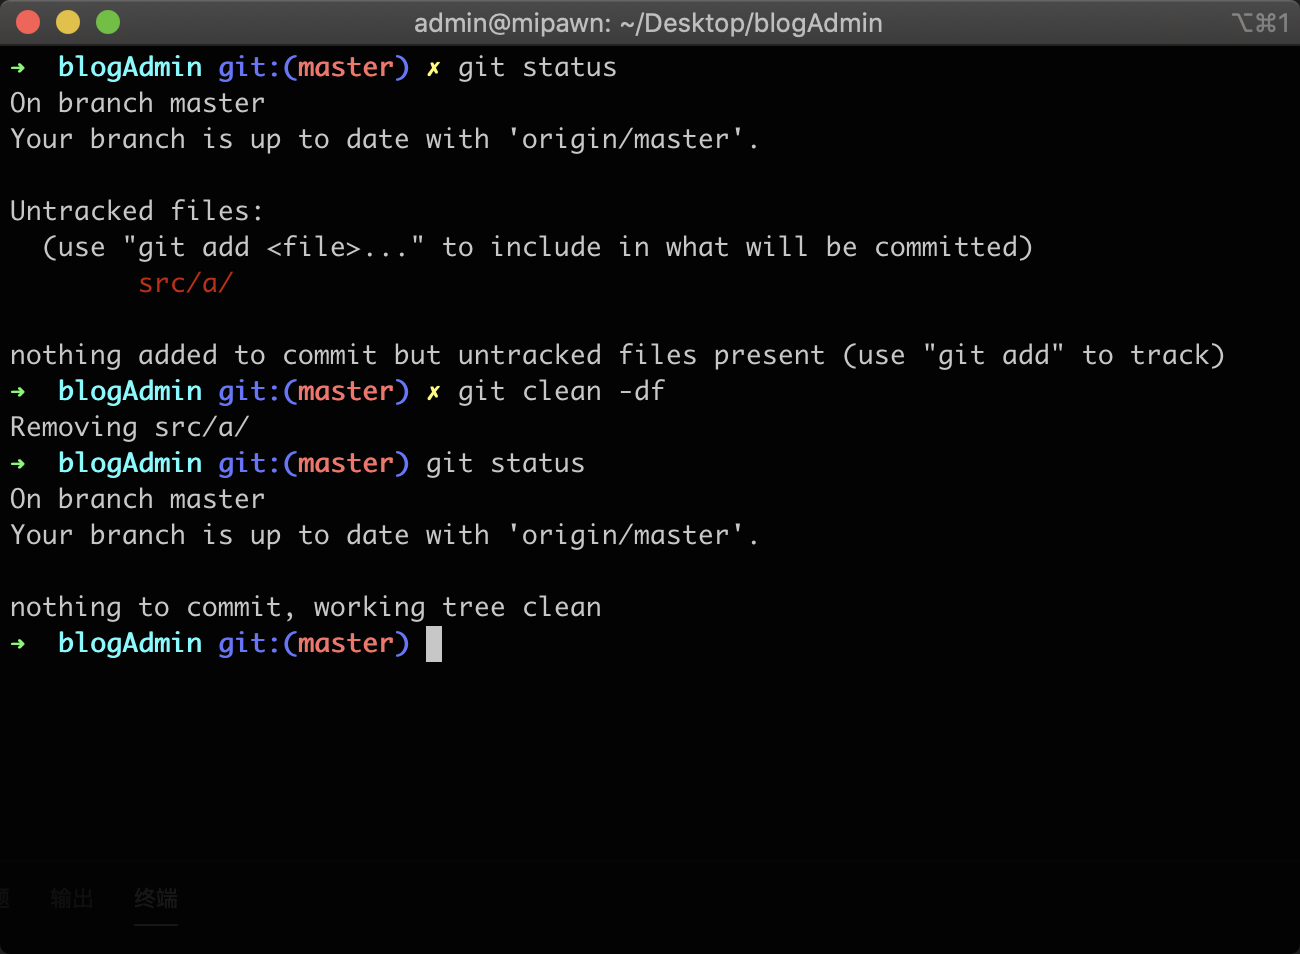 admin@mipawn: ~/Desktop/blogAdmin ⌥⌘1
➜ blogAdmin git:(master) ✗ git status
On branch master
Your branch is up to date with 'origin/master'.
Untracked files:
(use "git add <file>..." to include in what will be committed)
src/a/
nothing added to commit but untracked files present (use "git add" to track)
➜ blogAdmin git:(master) ✗ git clean -df
Removing src/a/
➜ blogAdmin git:(master) git status
On branch master
Your branch is up to date with 'origin/master'.
nothing to commit, working tree clean
➜ blogAdmin git:(master)
输出 终端